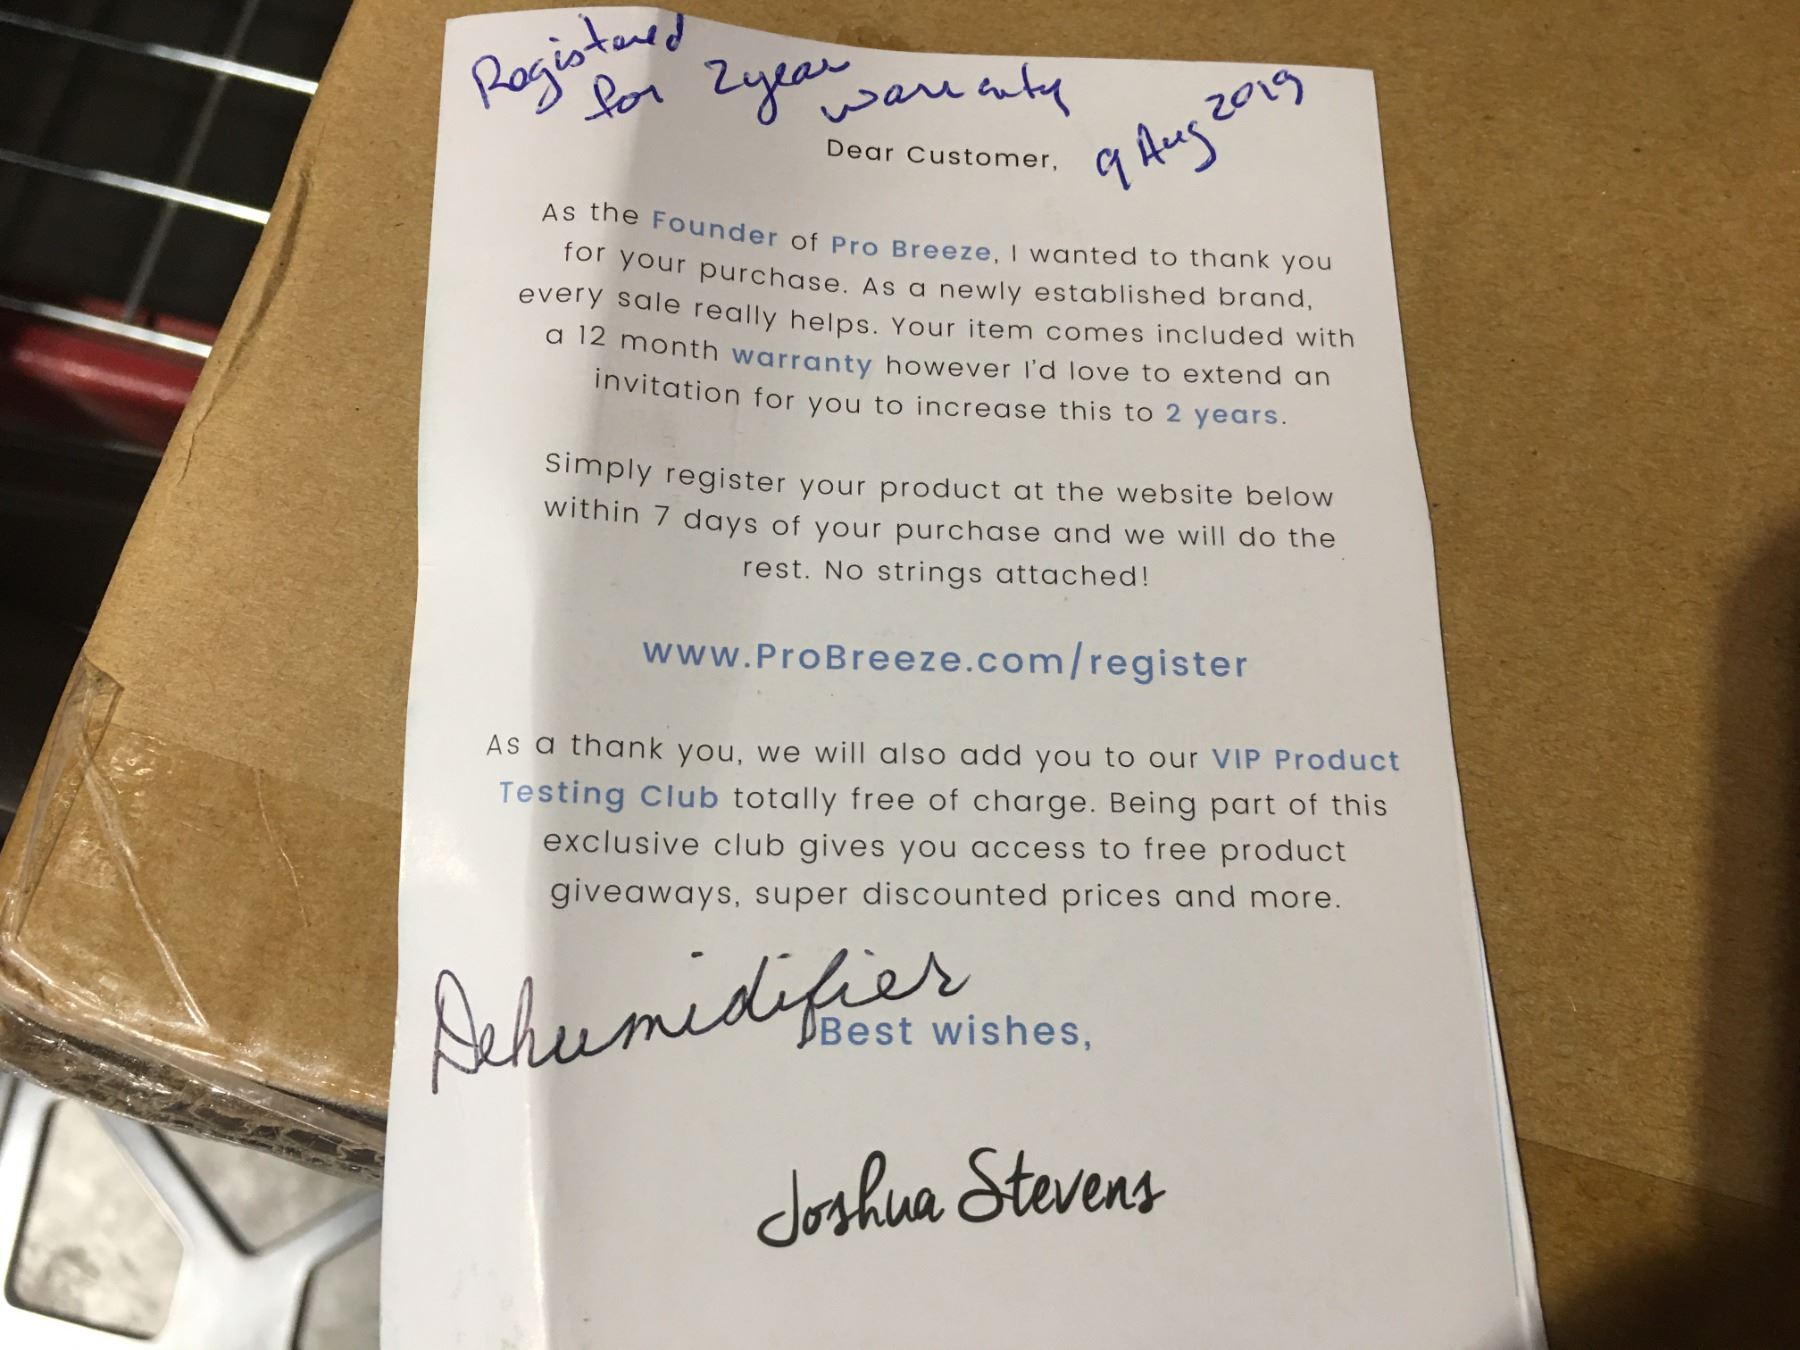 Registered
for 2 year
warranty
9 Aug 2019
Dear Customer,
As the Founder of Pro Breeze, I wanted to thank you
for your purchase. As a newly established brand,
every sale really helps. Your item comes included with
a 12 month warranty however I'd love to extend an
invitation for you to increase this to 2 years.
Simply register your product at the website below
within 7 days of your purchase and we will do the
rest. No strings attached!
www.ProBreeze.com/register
As a thank you, we will also add you to our VIP Product
Testing Club totally free of charge. Being part of this
exclusive club gives you access to free product
giveaways, super discounted prices and more.
Dehumidifier
Best wishes,
Joshua Stevens